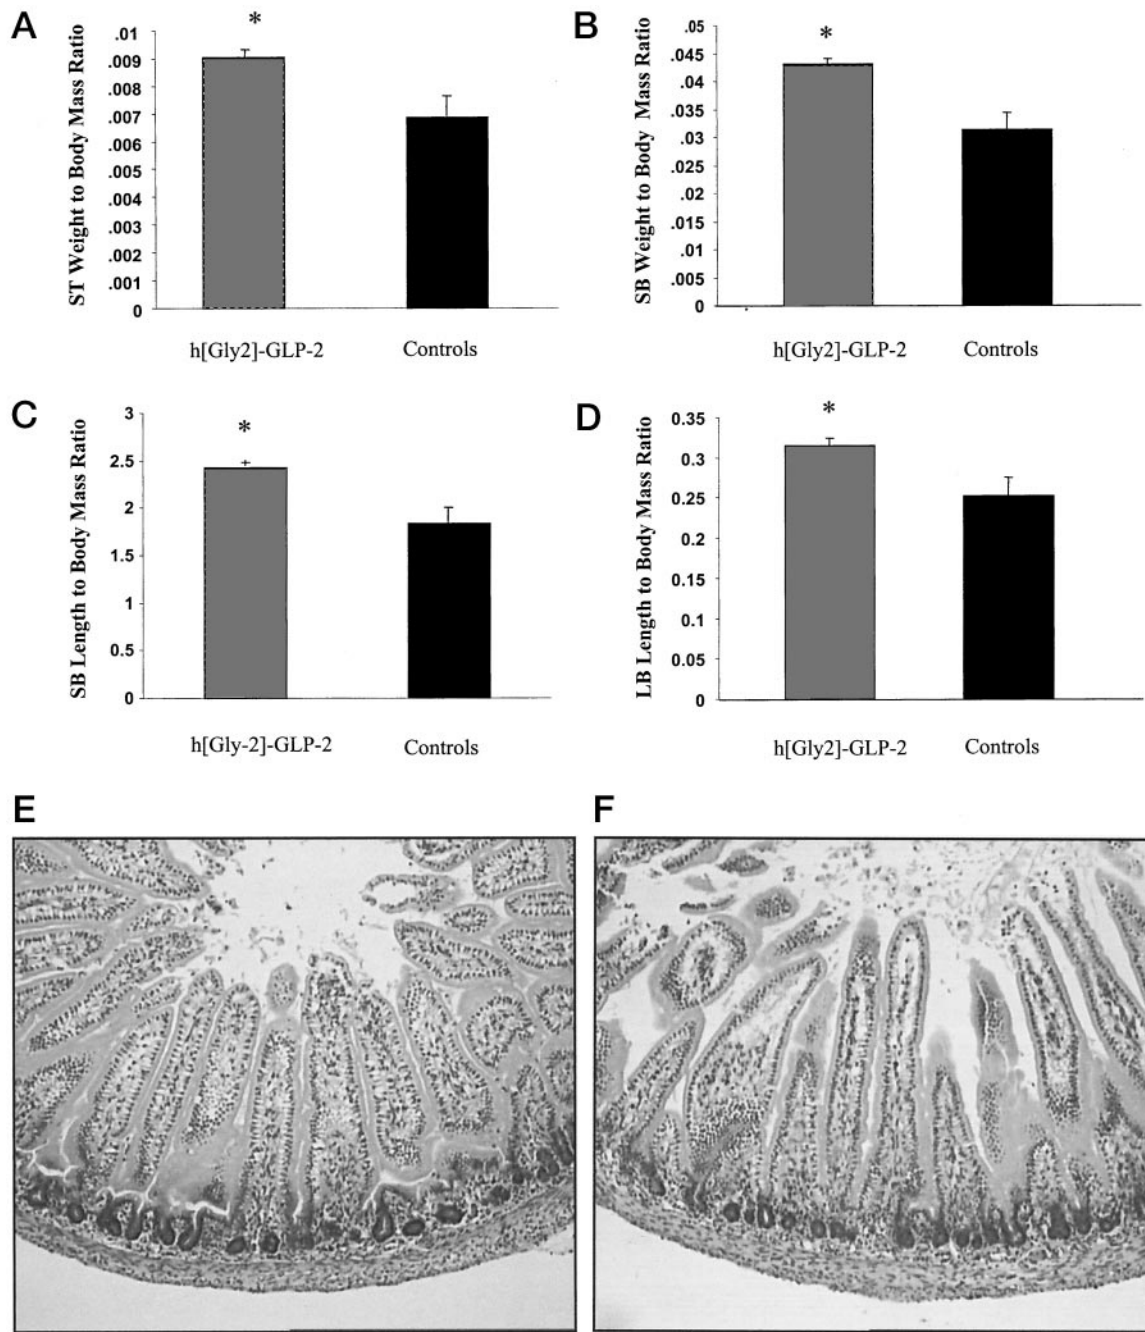 A
ST Weight to Body Mass Ratio
.01
.009
.008
.007
.006
.005
.004
.003
.002
.001
0
*
h[Gly2]-GLP-2
Controls
B
SB Weight to Body Mass Ratio
.05
.045
.04
.035
.03
.025
.02
.015
.01
.005
0
*
h[Gly2]-GLP-2
Controls
C
SB Length to Body Mass Ratio
3
2.5
2
1.5
1
0.5
0
*
h[Gly-2]-GLP-2
Controls
D
LB Length to Body Mass Ratio
0.35
0.3
0.25
0.2
0.15
0.1
0.05
0
*
h[Gly2]-GLP-2
Controls
E
F